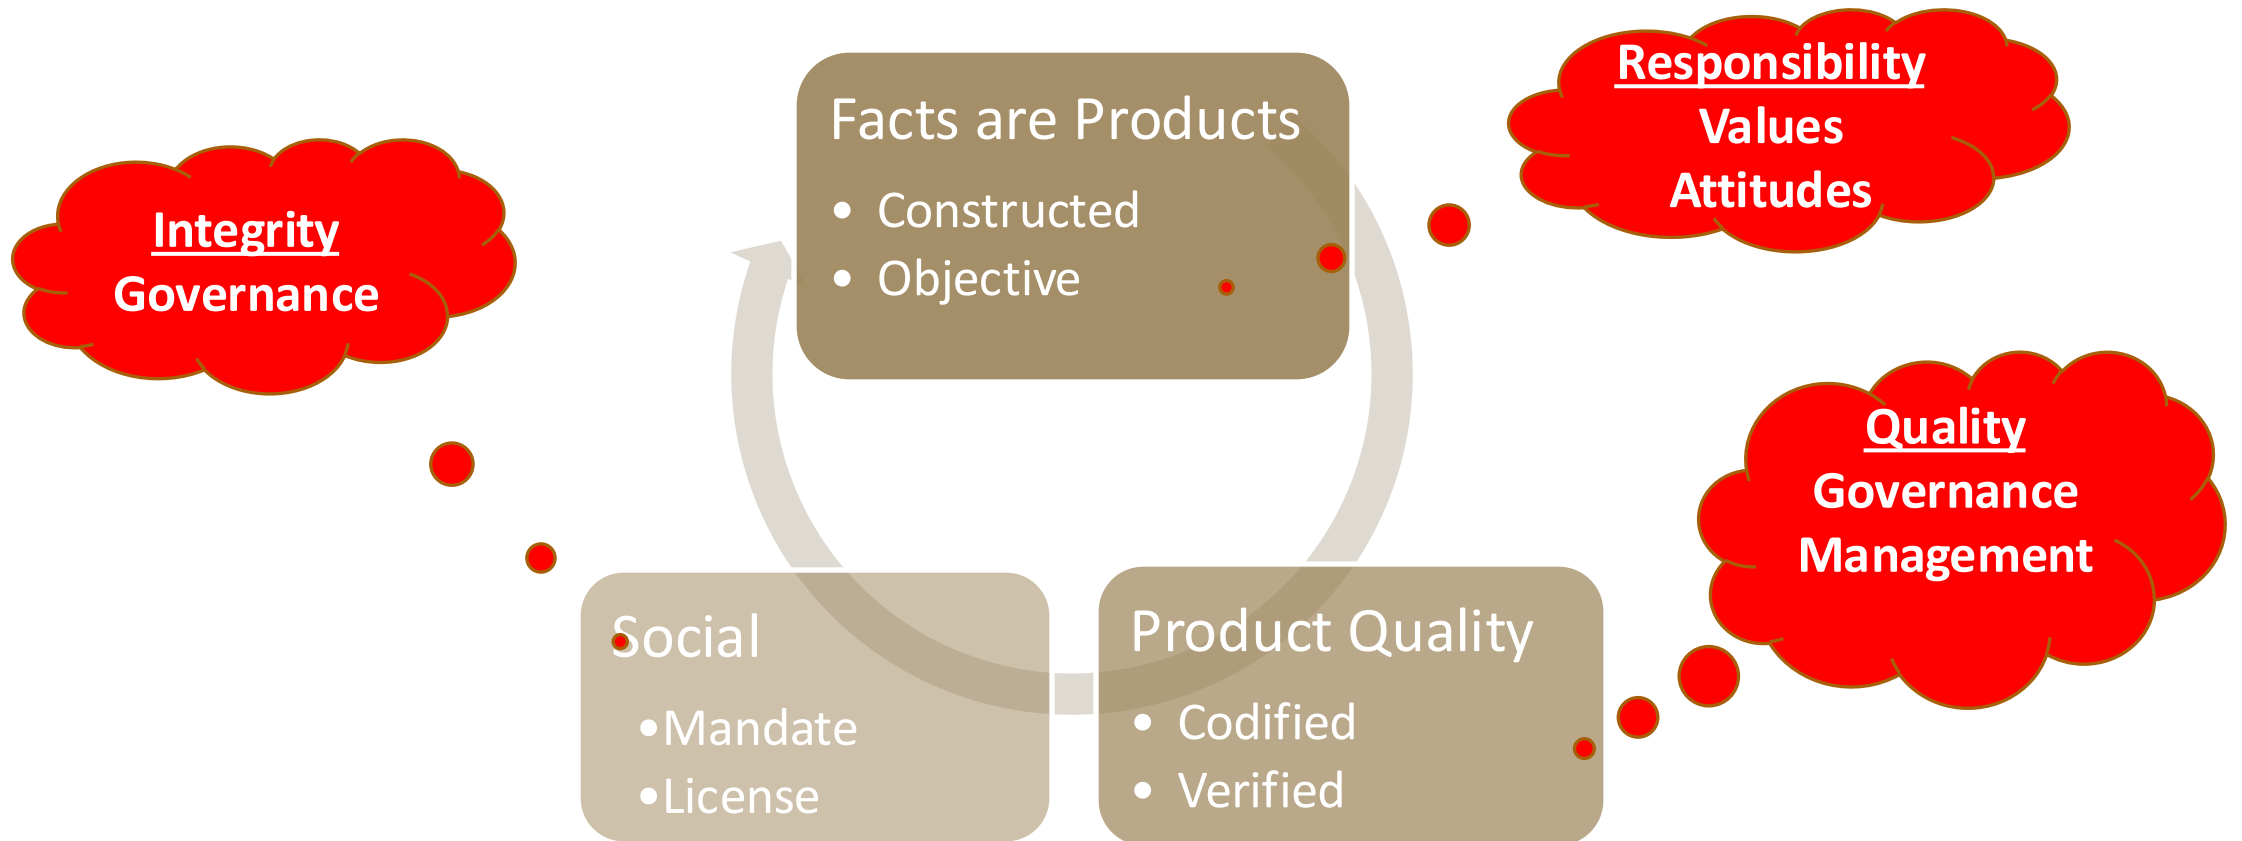 Integrity
Governance
Facts are Products
• Constructed
• Objective
Responsibility
Values
Attitudes
Quality
Governance
Management
Social
•Mandate
•License
Product Quality
• Codified
• Verified